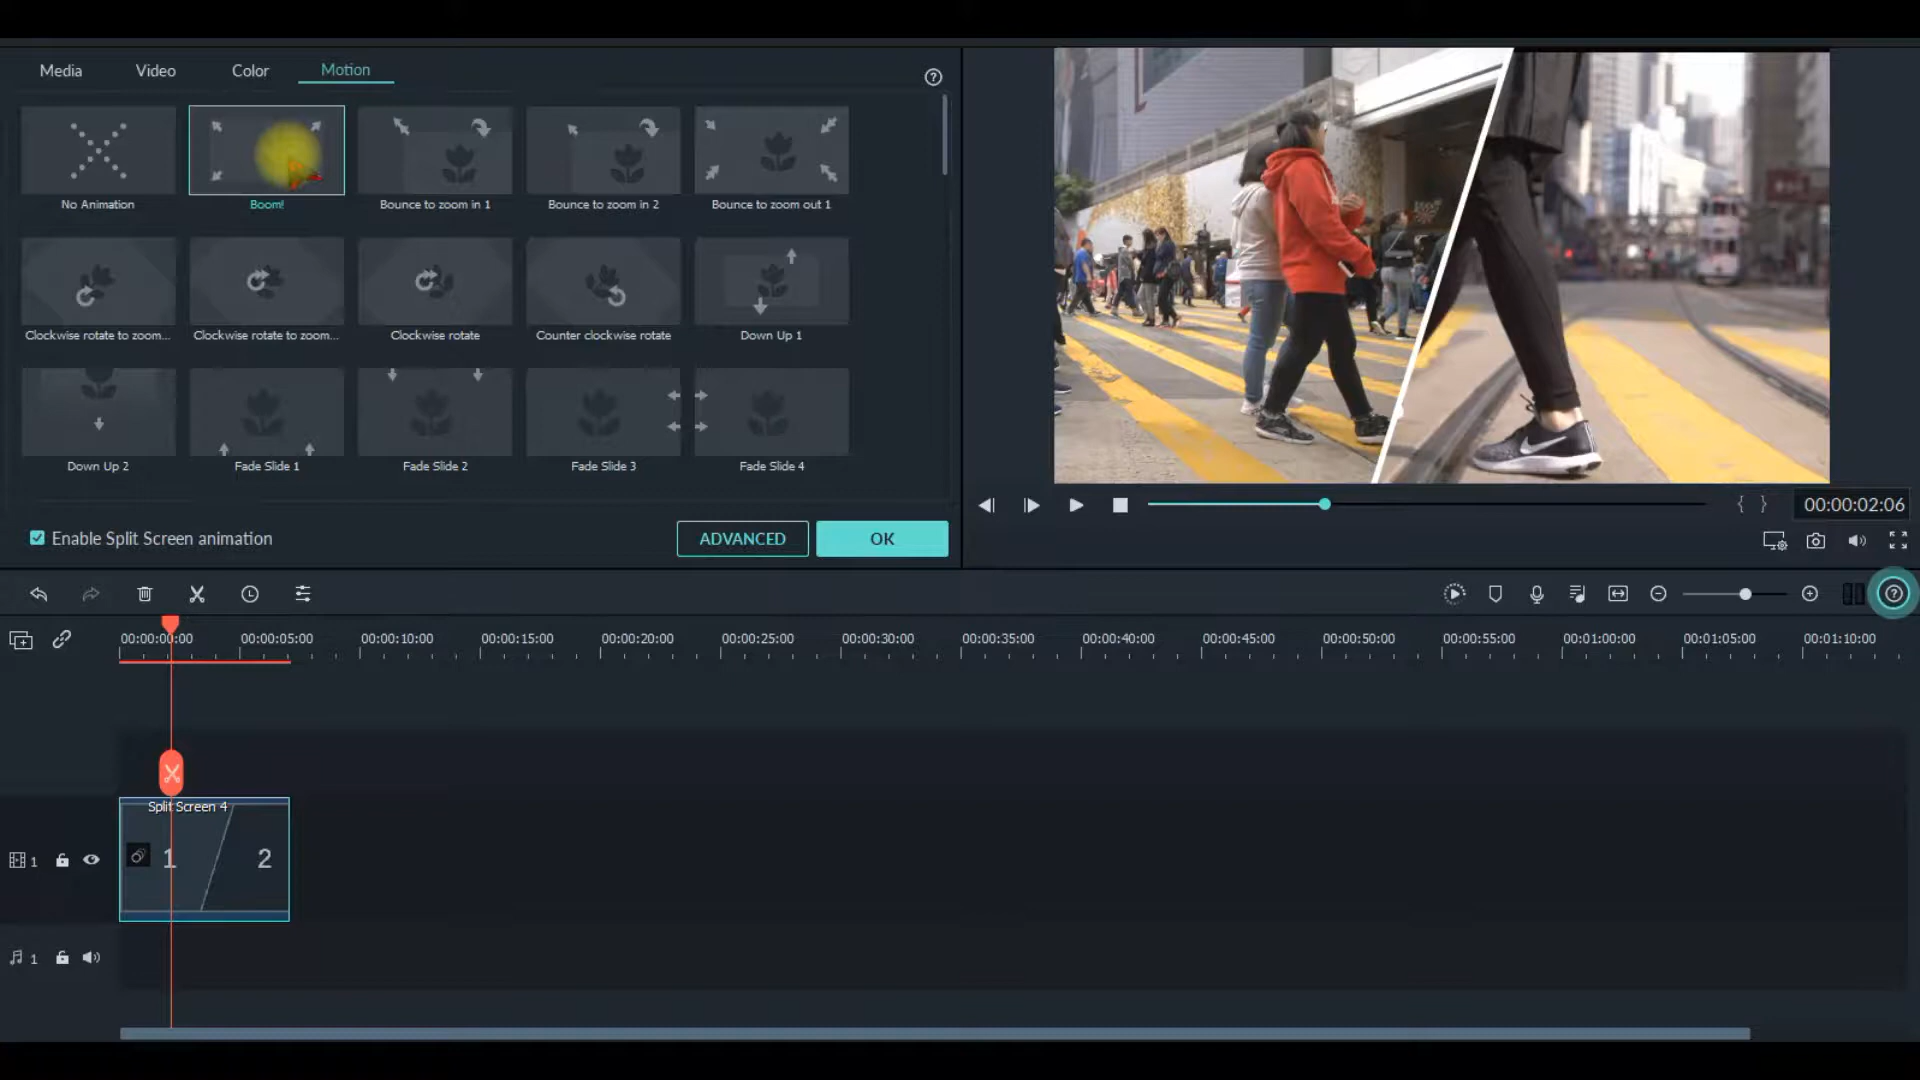 Media Video Color Motion
No Animation Boom! Bounce to zoom in 1 Bounce to zoom in 2 Bounce to zoom out 1
Clockwise rotate to zoom... Clockwise rotate to zoom... Clockwise rotate Counter clockwise rotate Down Up 1
Down Up 2 Fade Slide 1 Fade Slide 2 Fade Slide 3 Fade Slide 4
{ } 00:00:02:06
Enable Split Screen animation ADVANCED OK
00:00:00:00 00:00:05:00 00:00:10:00 00:00:15:00 00:00:20:00 00:00:25:00 00:00:30:00 00:00:35:00 00:00:40:00 00:00:45:00 00:00:50:00 00:00:55:00 00:01:00:00 00:01:05:00 00:01:10:00
Split Screen 4
1 1 2
1